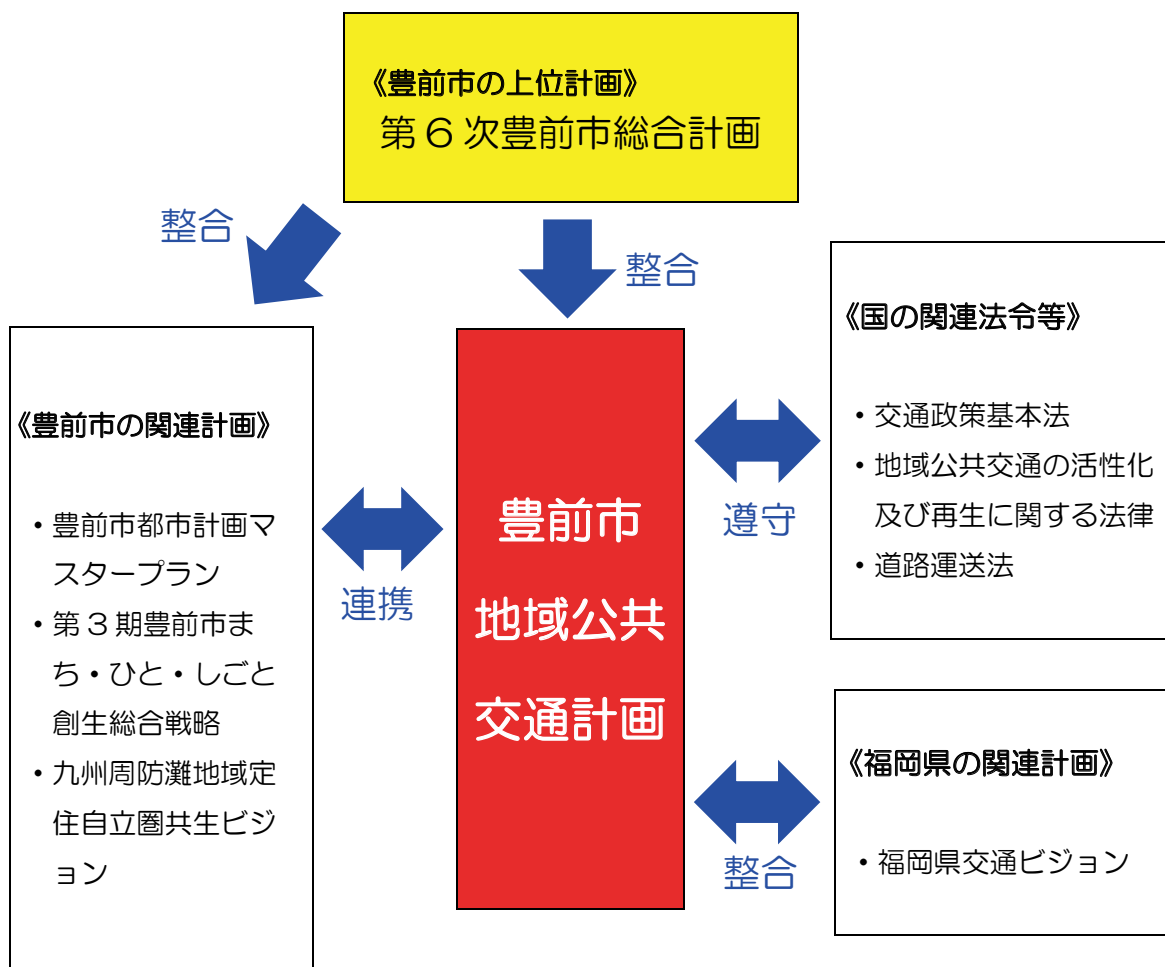 《豊前市の上位計画》
第6次豊前市総合計画
整合
整合
《豊前市の関連計画》
・豊前市都市計画マ
スタープラン
・第3期豊前市ま
ち・ひと・しごと
創生総合戦略
・九州周防灘地域定
住自立圏共生ビジ
ョン
連携
豊前市
地域公共
交通計画
遵守
整合
《国の関連法令等》
・交通政策基本法
・地域公共交通の活性化
及び再生に関する法律
・道路運送法
《福岡県の関連計画》
・福岡県交通ビジョン